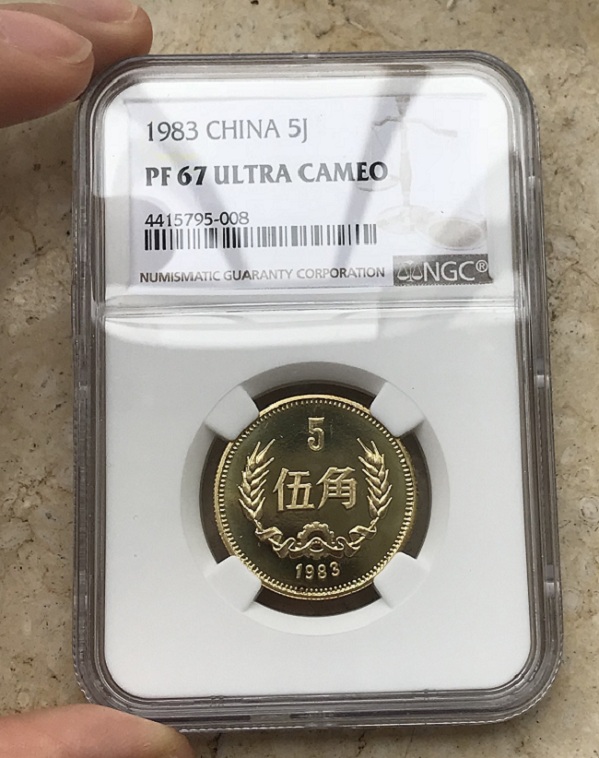 1983 CHINA 5J
PF 67 ULTRA CAMEO
4415795-008
NUMISMATIC GUARANTY CORPORATION
NGC®
5
伍角
1983